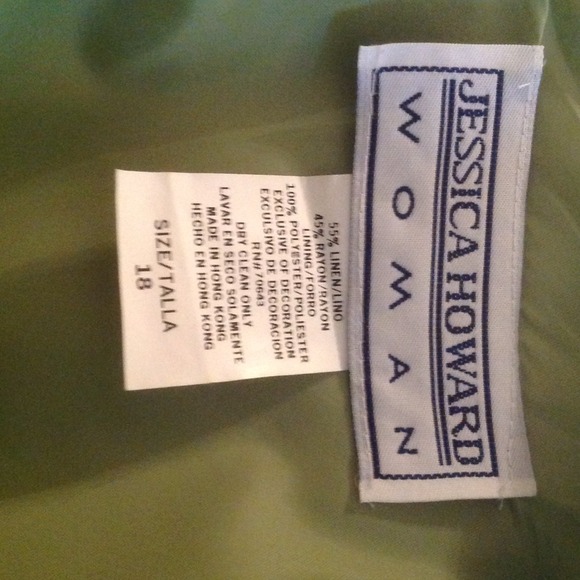 JESSICA HOWARD
WOMAN
55% LINEN/LINO
45% RAYON/RAYON
LINING/FORRO
100% POLYESTER/POLIESTER
EXCLUSIVE OF DECORATION
EXCULSIVO DE DECORACION
RN# 70643
DRY CLEAN ONLY
LAVAR EN SECO SOLAMENTE
MADE IN HONG KONG
HECHO EN HONG KONG
SIZE/TALLA
18